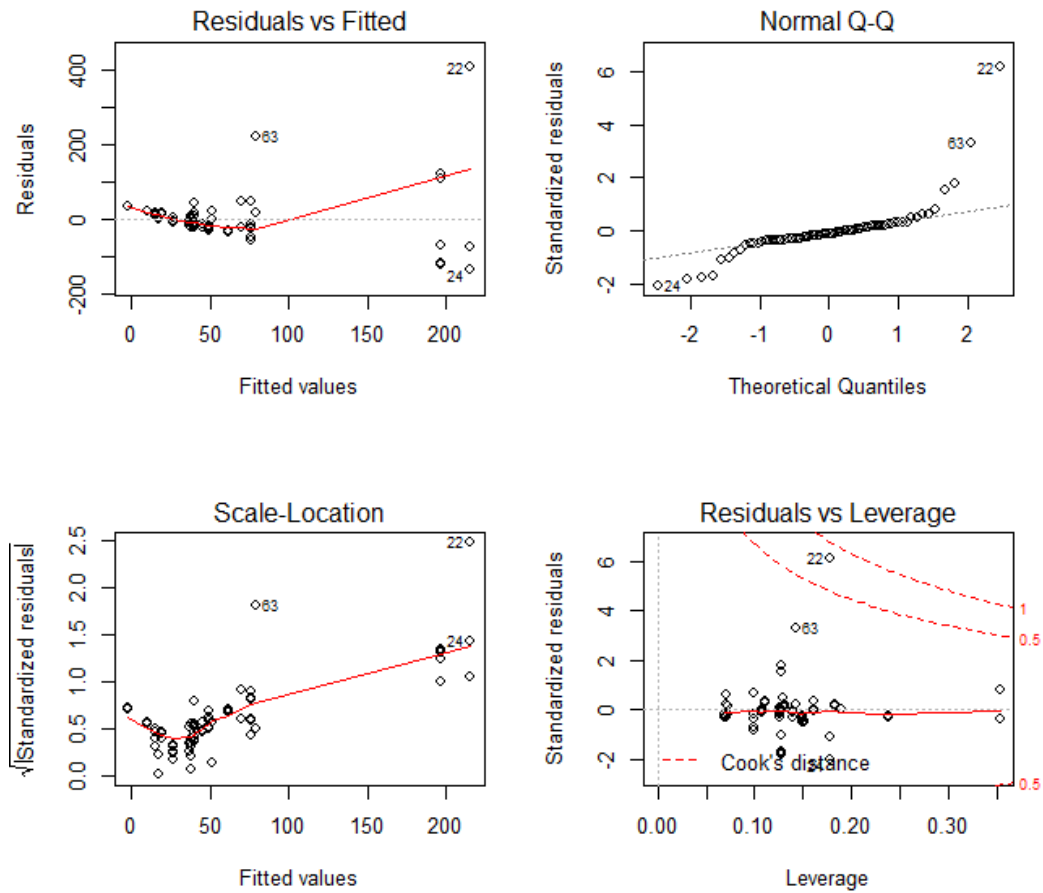 Residuals vs Fitted
Residuals
400
200
0
-200
22
63
24
0 50 100 150 200
Fitted values
Normal Q-Q
Standardized residuals
6
4
2
0
-2
22
63
24
-2 -1 0 1 2
Theoretical Quantiles
Scale-Location
√|Standardized residuals|
2.5
2.0
1.5
1.0
0.5
0.0
22
63
24
0 50 100 150 200
Fitted values
Residuals vs Leverage
Standardized residuals
6
4
2
0
-2
22
63
24
1
0.5
0.5
Cook's distance
0.00 0.10 0.20 0.30
Leverage